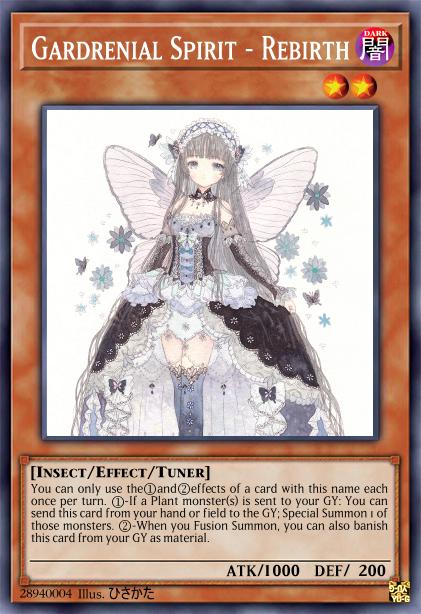 GARDRENIAL SPIRIT - REBIRTH
DARK
闇
[INSECT/EFFECT/TUNER]
You can only use the①and②effects of a card with this name each
once per turn. ①-If a Plant monster(s) is sent to your GY: You can
send this card from your hand or field to the GY; Special Summon 1 of
those monsters. ②-When you Fusion Summon, you can also banish
this card from your GY as material.
ATK/1000 DEF/ 200
28940004 Illus. ひさかた